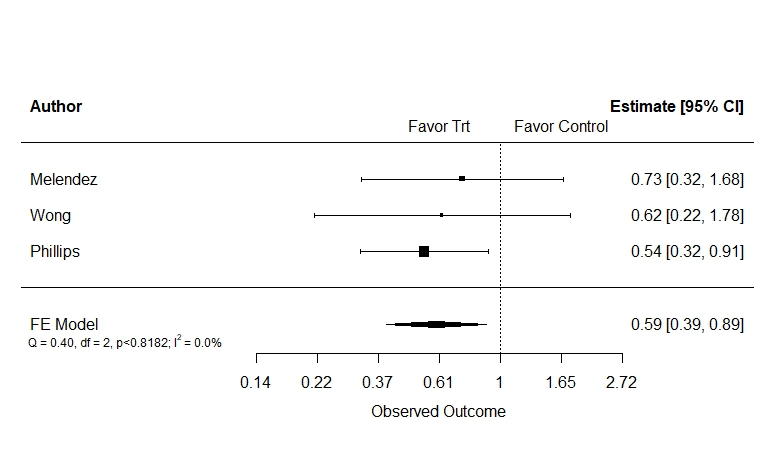 Author Estimate [95% CI]
Favor Trt Favor Control
Melendez 0.73 [0.32, 1.68]
Wong 0.62 [0.22, 1.78]
Phillips 0.54 [0.32, 0.91]
FE Model 0.59 [0.39, 0.89]
Q = 0.40, df = 2, p<0.8182; I² = 0.0%
0.14 0.22 0.37 0.61 1 1.65 2.72
Observed Outcome